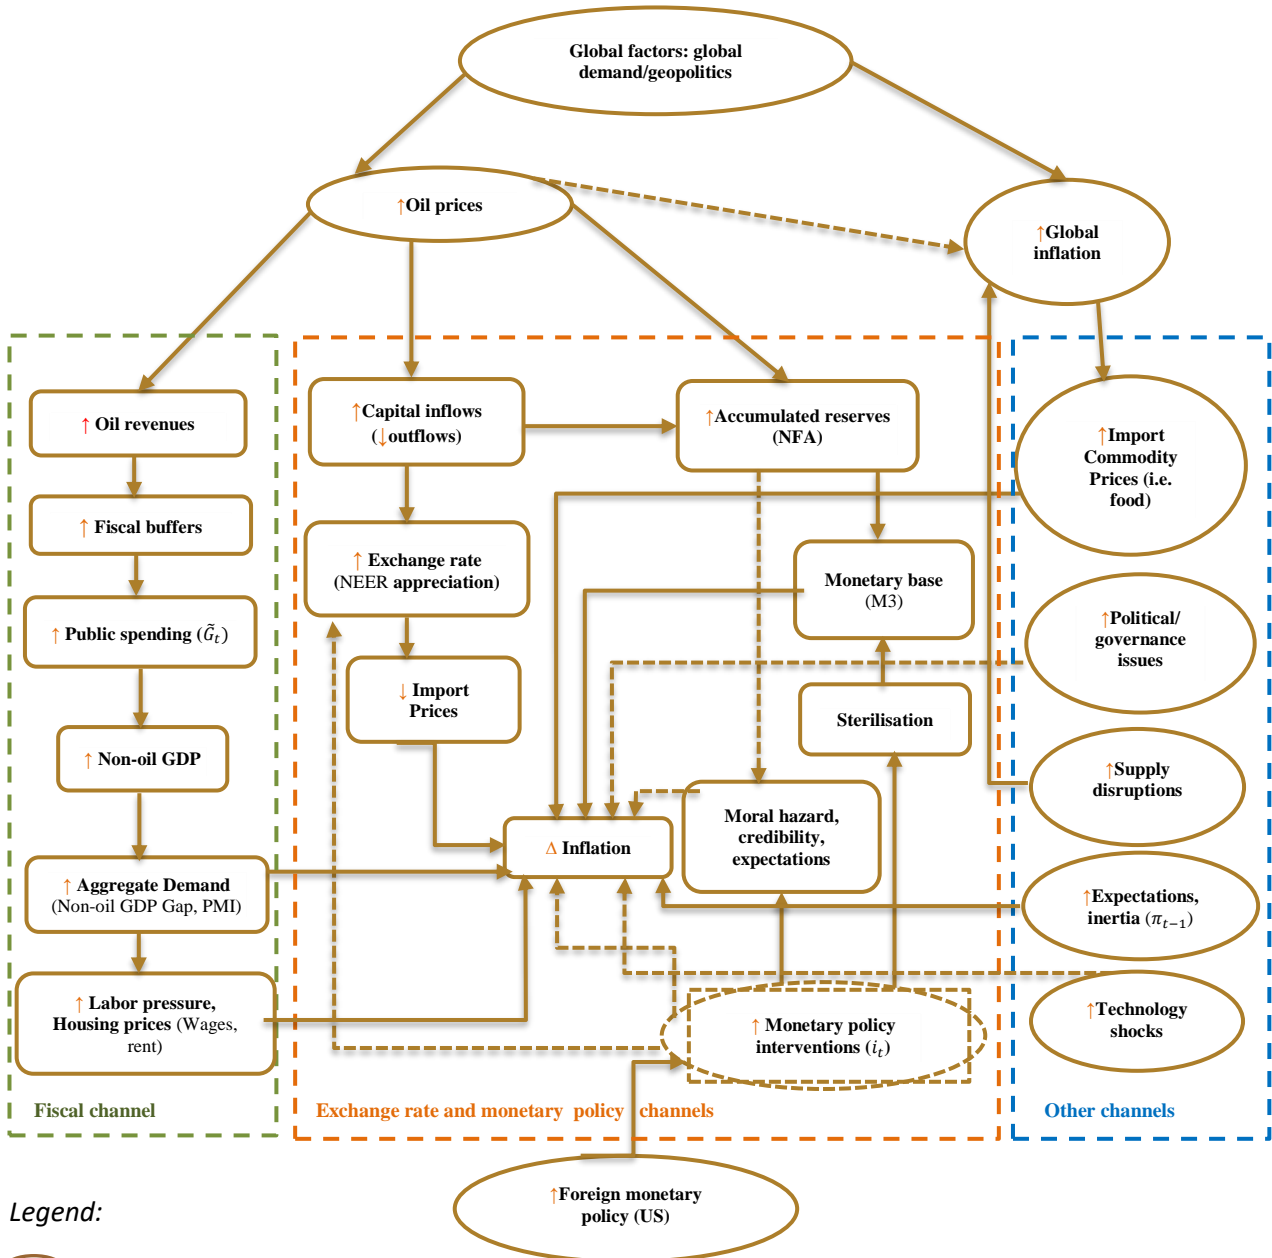 Global factors: global
demand/geopolitics
↑Oil prices
↑Global
inflation
↑ Oil revenues
↑ Fiscal buffers
↑ Public spending (G̃ₜ)
↑ Non-oil GDP
↑ Aggregate Demand
(Non-oil GDP Gap, PMI)
↑ Labor pressure,
Housing prices (Wages,
rent)
Fiscal channel
↑Capital inflows
(↓outflows)
↑Accumulated reserves
(NFA)
↑ Exchange rate
(NEER appreciation)
Monetary base
(M3)
↓ Import
Prices
Sterilisation
Δ Inflation
Moral hazard,
credibility,
expectations
↑ Monetary policy
interventions (iₜ)
Exchange rate and monetary policy channels
↑Import
Commodity
Prices (i.e.
food)
↑Political/
governance
issues
↑Supply
disruptions
↑Expectations,
inertia (πₜ₋₁)
↑Technology
shocks
Other channels
↑Foreign monetary
policy (US)
Legend: